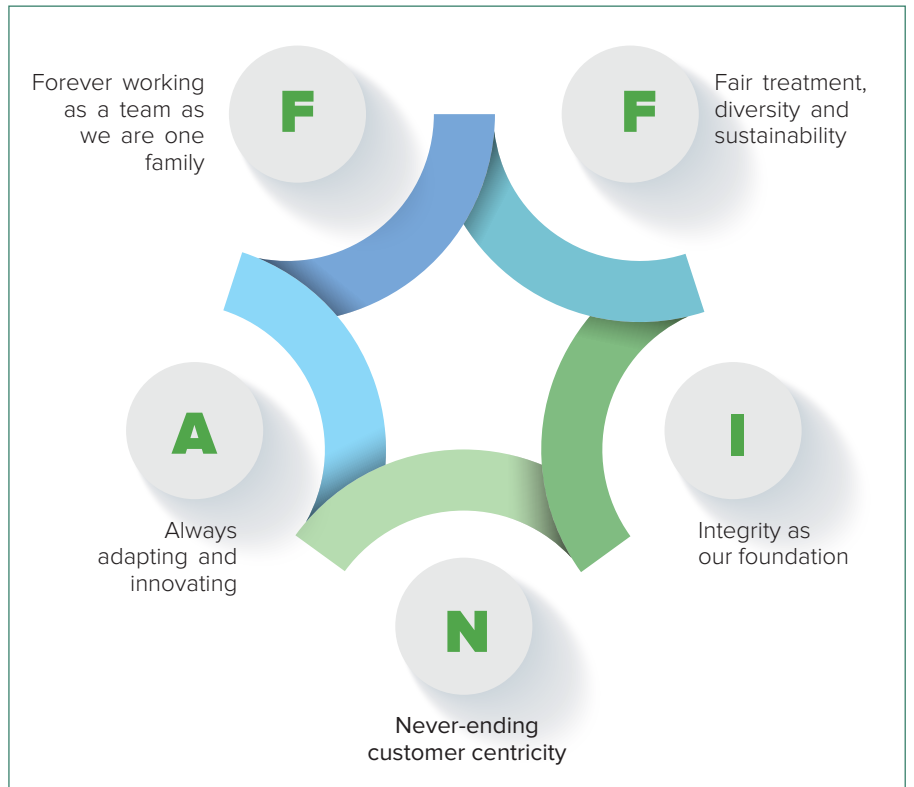 F
Forever working
as a team as
we are one
family
F
Fair treatment,
diversity and
sustainability
A
Always
adapting and
innovating
I
Integrity as
our foundation
N
Never-ending
customer centricity